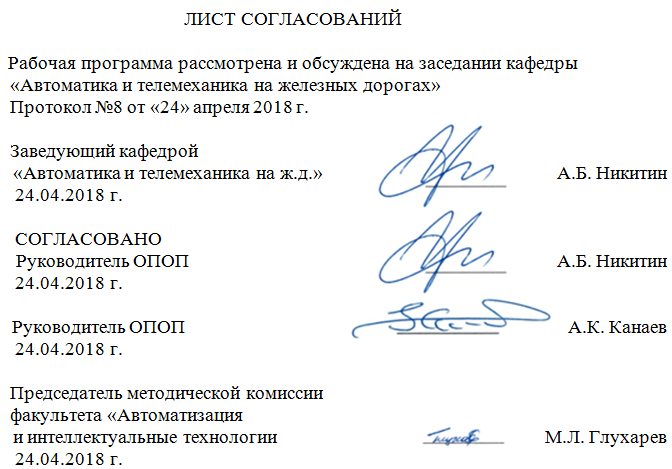 ЛИСТ СОГЛАСОВАНИЙ
Рабочая программа рассмотрена и обсуждена на заседании кафедры
«Автоматика и телемеханика на железных дорогах»
Протокол №8 от «24» апреля 2018 г.
Заведующий кафедрой
«Автоматика и телемеханика на ж.д.» А.Б. Никитин
24.04.2018 г.
СОГЛАСОВАНО
Руководитель ОПОП А.Б. Никитин
24.04.2018 г.
Руководитель ОПОП А.К. Канаев
24.04.2018 г.
Председатель методической комиссии
факультета «Автоматизация
и интеллектуальные технологии М.Л. Глухарев
24.04.2018 г.